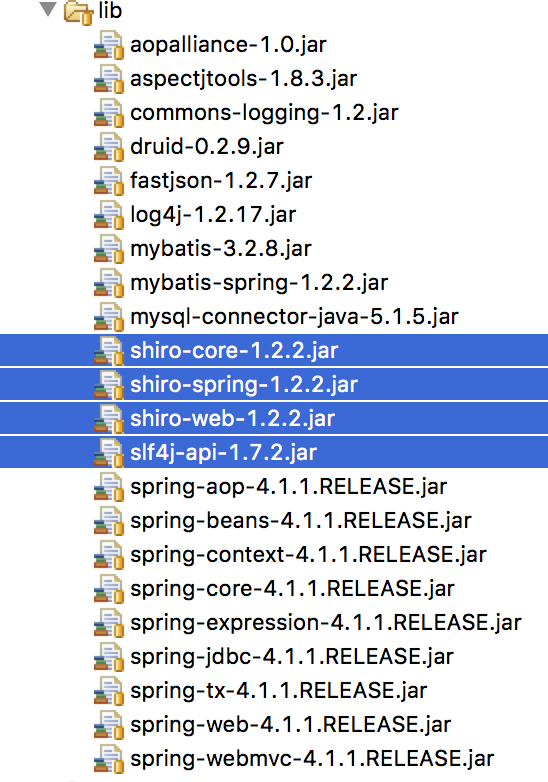 lib
aopalliance-1.0.jar
aspectjtools-1.8.3.jar
commons-logging-1.2.jar
druid-0.2.9.jar
fastjson-1.2.7.jar
log4j-1.2.17.jar
mybatis-3.2.8.jar
mybatis-spring-1.2.2.jar
mysql-connector-java-5.1.5.jar
shiro-core-1.2.2.jar
shiro-spring-1.2.2.jar
shiro-web-1.2.2.jar
slf4j-api-1.7.2.jar
spring-aop-4.1.1.RELEASE.jar
spring-beans-4.1.1.RELEASE.jar
spring-context-4.1.1.RELEASE.jar
spring-core-4.1.1.RELEASE.jar
spring-expression-4.1.1.RELEASE.jar
spring-jdbc-4.1.1.RELEASE.jar
spring-tx-4.1.1.RELEASE.jar
spring-web-4.1.1.RELEASE.jar
spring-webmvc-4.1.1.RELEASE.jar